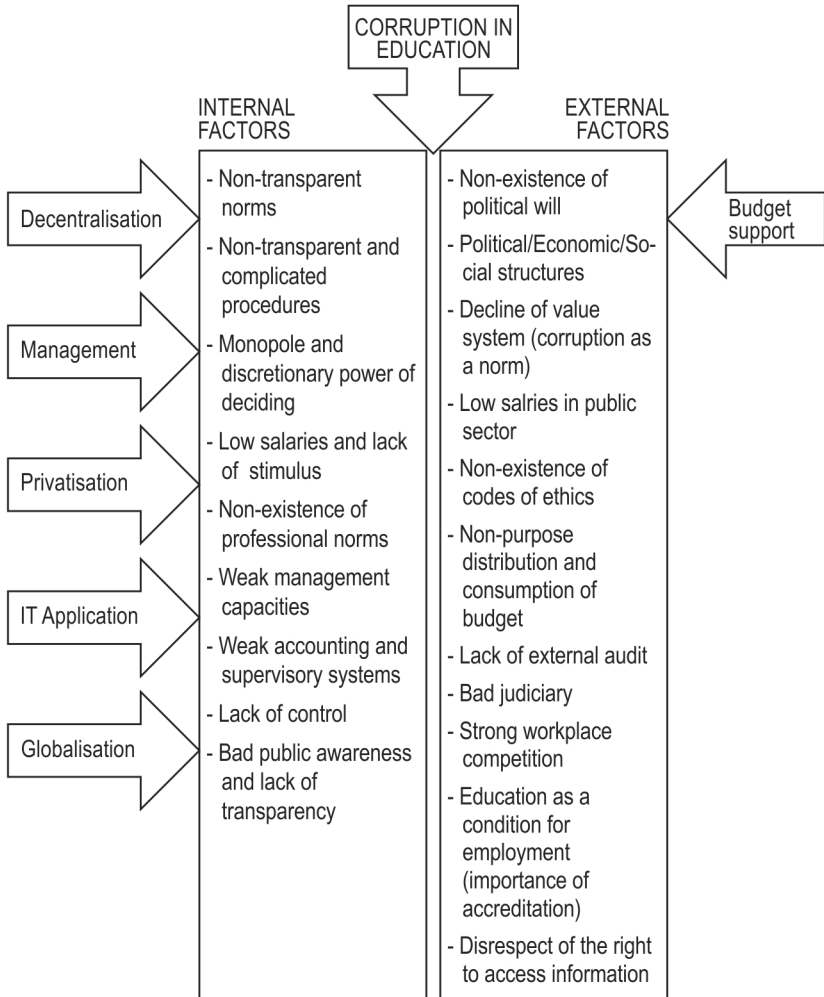 CORRUPTION IN
EDUCATION
INTERNAL
FACTORS
EXTERNAL
FACTORS
Decentralisation
Management
Privatisation
IT Application
Globalisation
- Non-transparent
norms
- Non-transparent and
complicated
procedures
- Monopole and
discretionary power of
deciding
- Low salaries and lack
of stimulus
- Non-existence of
professional norms
- Weak management
capacities
- Weak accounting and
supervisory systems
- Lack of control
- Bad public awareness
and lack of
transparency
- Non-existence of
political will
- Political/Economic/So-
cial structures
- Decline of value
system (corruption as
a norm)
- Low salries in public
sector
- Non-existence of
codes of ethics
- Non-purpose
distribution and
consumption of
budget
- Lack of external audit
- Bad judiciary
- Strong workplace
competition
- Education as a
condition for
employment
(importance of
accreditation)
- Disrespect of the right
to access information
Budget
support